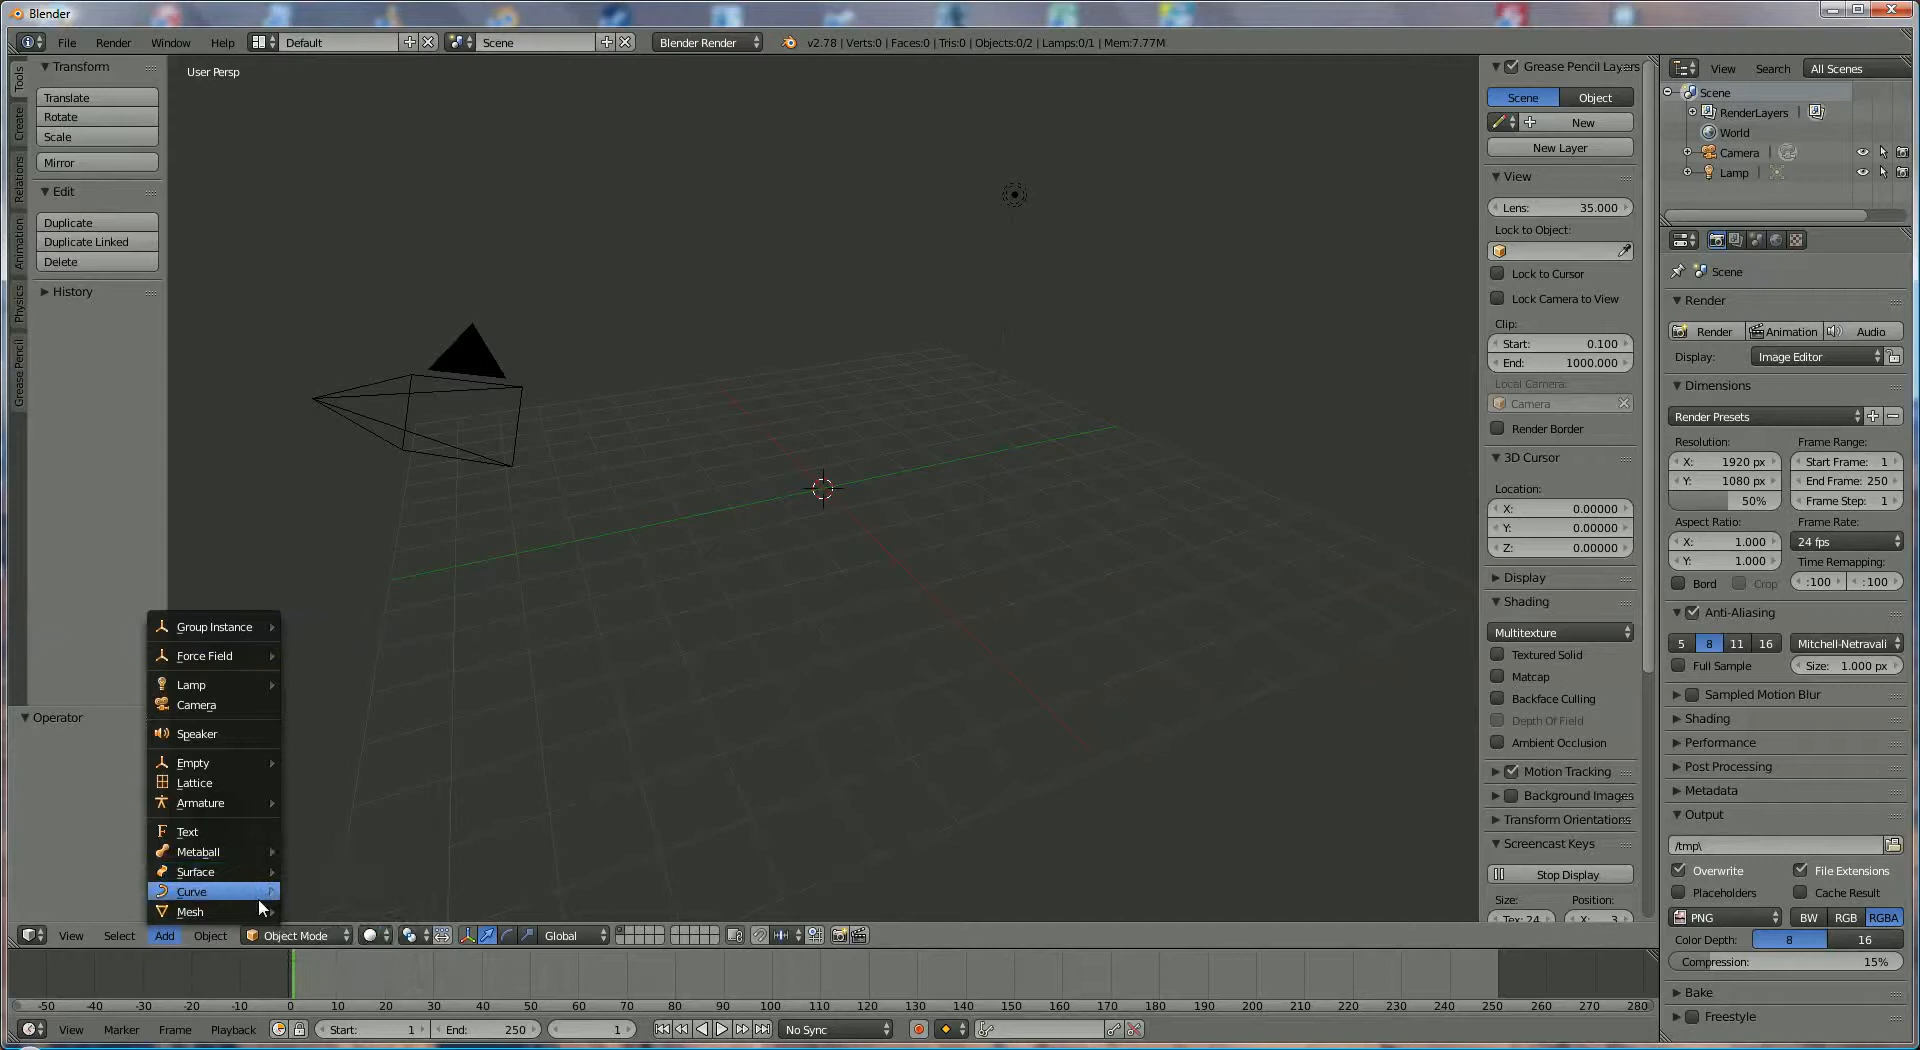 Blender
File Render Window Help Default Scene Blender Render v2.78 | Verts:0 | Faces:0 | Tris:0 | Objects:0/2 | Lamps:0/1 | Mem:7.77M
User Persp
Tools
Create
Relations
Animation
Physics
Grease Pencil
Transform
Translate
Rotate
Scale
Mirror
Edit
Duplicate
Duplicate Linked
Delete
History
Operator
Group Instance
Force Field
Lamp
Camera
Speaker
Empty
Lattice
Armature
Text
Metaball
Surface
Curve
Mesh
View Select Add Object Object Mode Global
Grease Pencil Layers
Scene Object
New
New Layer
View
Lens: 35.000
Lock to Object:
Lock to Cursor
Lock Camera to View
Clip:
Start: 0.100
End: 1000.000
Local Camera:
Camera
Render Border
3D Cursor
Location:
X: 0.00000
Y: 0.00000
Z: 0.00000
Display
Shading
Multitexture
Textured Solid
Matcap
Backface Culling
Depth Of Field
Ambient Occlusion
Motion Tracking
Background Images
Transform Orientations
Screencast Keys
Stop Display
Size: Position:
Tex: 24 X: 3
View Search All Scenes
Scene
RenderLayers |
World
Camera |
Lamp |
Scene
Render
Render Animation Audio
Display: Image Editor
Dimensions
Render Presets
Resolution: Frame Range:
X: 1920 px Start Frame: 1
Y: 1080 px End Frame: 250
50% Frame Step: 1
Aspect Ratio: Frame Rate:
X: 1.000 24 fps
Y: 1.000 Time Remapping:
Bord Crop :100 :100
Anti-Aliasing
5 8 11 16 Mitchell-Netravali
Full Sample Size: 1.000 px
Sampled Motion Blur
Shading
Performance
Post Processing
Metadata
Output
/tmp\
Overwrite File Extensions
Placeholders Cache Result
PNG BW RGB RGBA
Color Depth: 8 16
Compression: 15%
Bake
Freestyle
-50 -40 -30 -20 -10 0 10 20 30 40 50 60 70 80 90 100 110 120 130 140 150 160 170 180 190 200 210 220 230 240 250 260 270 280
View Marker Frame Playback Start: 1 End: 250 1 No Sync